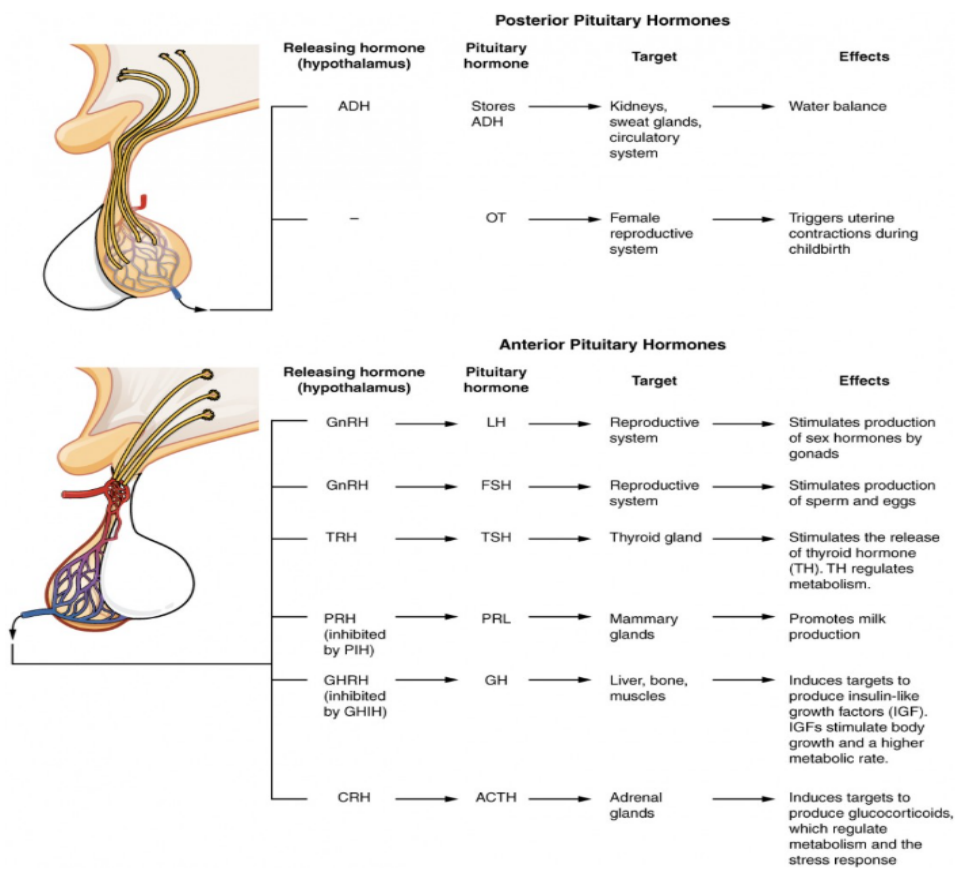 Posterior Pituitary Hormones
Releasing hormone
(hypothalamus)
Pituitary
hormone
Target
Effects
ADH
Stores
ADH
Kidneys,
sweat glands,
circulatory
system
Water balance
–
OT
Female
reproductive
system
Triggers uterine
contractions during
childbirth
Anterior Pituitary Hormones
Releasing hormone
(hypothalamus)
Pituitary
hormone
Target
Effects
GnRH
LH
Reproductive
system
Stimulates production
of sex hormones by
gonads
GnRH
FSH
Reproductive
system
Stimulates production
of sperm and eggs
TRH
TSH
Thyroid gland
Stimulates the release
of thyroid hormone
(TH). TH regulates
metabolism.
PRH
(inhibited
by PIH)
PRL
Mammary
glands
Promotes milk
production
GHRH
(inhibited
by GHIH)
GH
Liver, bone,
muscles
Induces targets to
produce insulin-like
growth factors (IGF).
IGFs stimulate body
growth and a higher
metabolic rate.
CRH
ACTH
Adrenal
glands
Induces targets to
produce glucocorticoids,
which regulate
metabolism and the
stress response